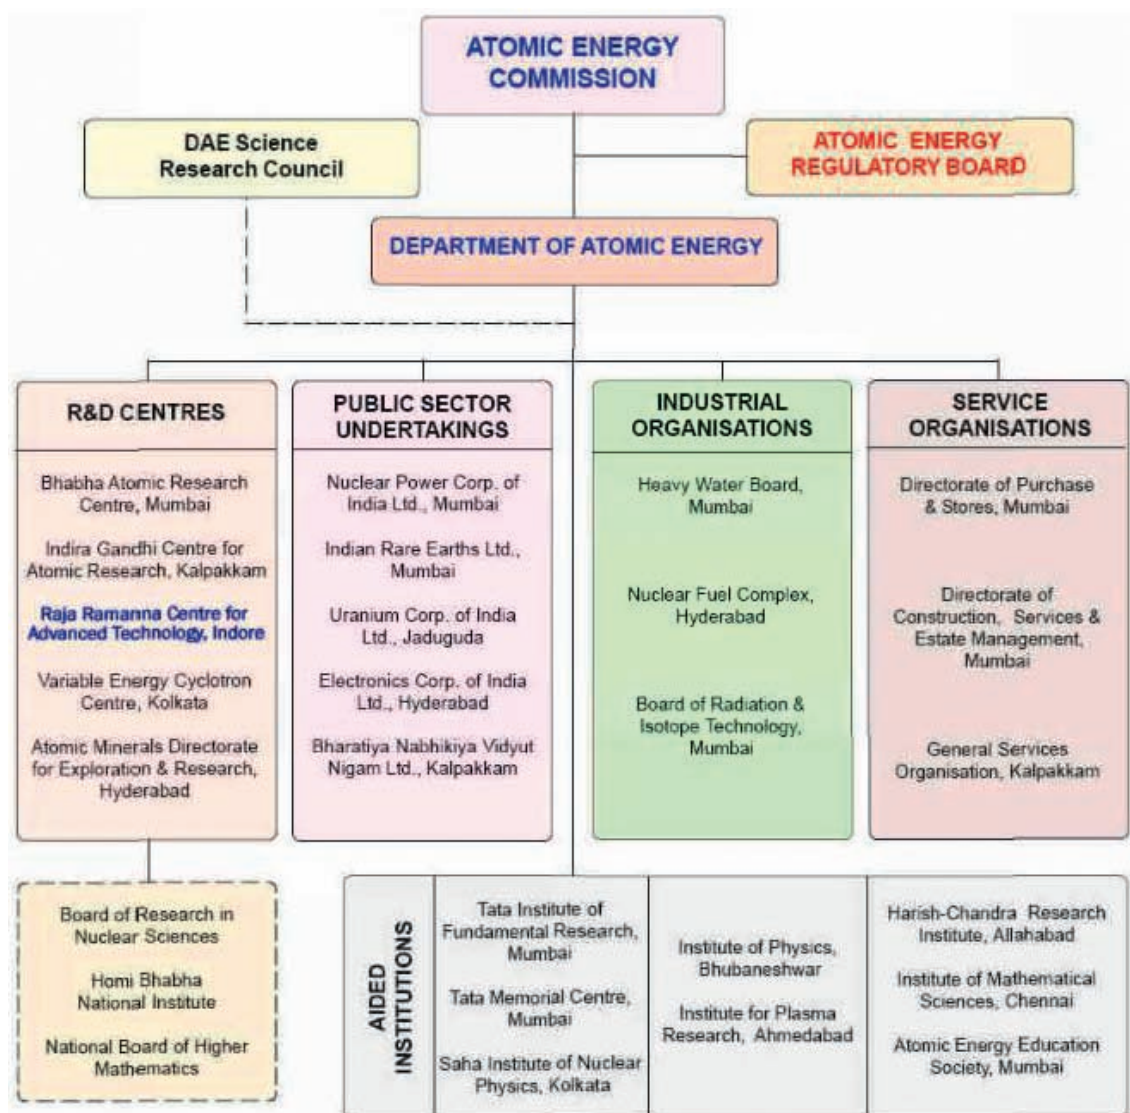 ATOMIC ENERGY
COMMISSION
DAE Science
Research Council
ATOMIC ENERGY
REGULATORY BOARD
DEPARTMENT OF ATOMIC ENERGY
R&D CENTRES
Bhabha Atomic Research
Centre, Mumbai
Indira Gandhi Centre for
Atomic Research, Kalpakkam
Raja Ramanna Centre for
Advanced Technology, Indore
Variable Energy Cyclotron
Centre, Kolkata
Atomic Minerals Directorate
for Exploration & Research,
Hyderabad
PUBLIC SECTOR
UNDERTAKINGS
Nuclear Power Corp. of
India Ltd., Mumbai
Indian Rare Earths Ltd.,
Mumbai
Uranium Corp. of India
Ltd., Jaduguda
Electronics Corp. of India
Ltd., Hyderabad
Bharatiya Nabhikiya Vidyut
Nigam Ltd., Kalpakkam
INDUSTRIAL
ORGANISATIONS
Heavy Water Board,
Mumbai
Nuclear Fuel Complex,
Hyderabad
Board of Radiation &
Isotope Technology,
Mumbai
SERVICE
ORGANISATIONS
Directorate of Purchase
& Stores, Mumbai
Directorate of
Construction, Services &
Estate Management,
Mumbai
General Services
Organisation, Kalpakkam
Board of Research in
Nuclear Sciences
Homi Bhabha
National Institute
National Board of Higher
Mathematics
AIDED
INSTITUTIONS
Tata Institute of
Fundamental Research,
Mumbai
Tata Memorial Centre,
Mumbai
Saha Institute of Nuclear
Physics, Kolkata
Institute of Physics,
Bhubaneshwar
Institute for Plasma
Research, Ahmedabad
Harish-Chandra Research
Institute, Allahabad
Institute of Mathematical
Sciences, Chennai
Atomic Energy Education
Society, Mumbai